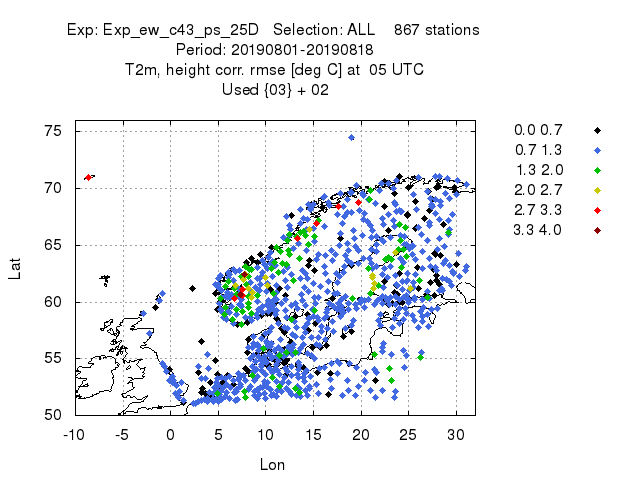 Exp: Exp_ew_c43_ps_25D   Selection: ALL    867 stations
Period: 20190801-20190818
T2m, height corr. rmse [deg C] at  05 UTC
Used {03} + 02
0.0 0.7
0.7 1.3
1.3 2.0
2.0 2.7
2.7 3.3
3.3 4.0
Lat
75
70
65
60
55
50
-10 -5 0 5 10 15 20 25 30
Lon